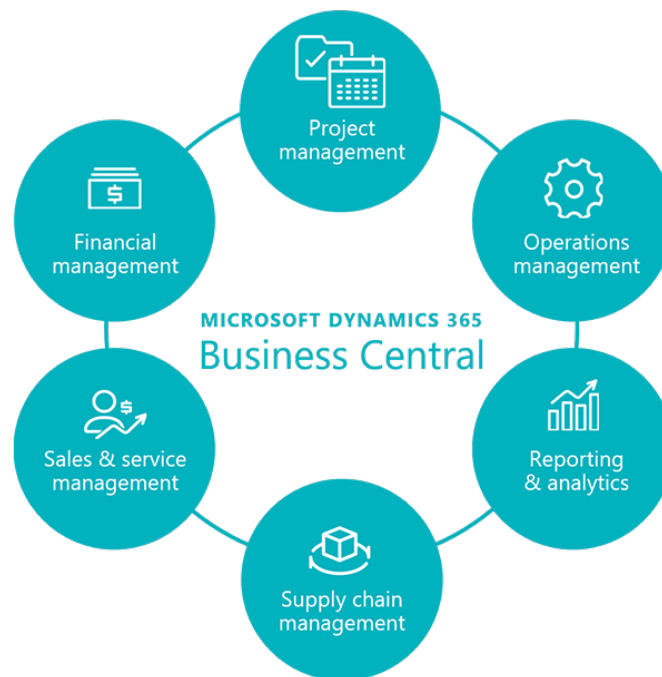 Project
management
Operations
management
Reporting
& analytics
Supply chain
management
Sales & service
management
Financial
management
MICROSOFT DYNAMICS 365
Business Central